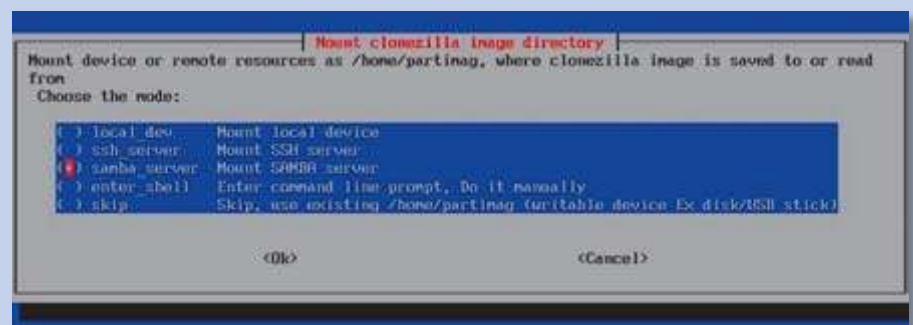 Mount clonezilla image directory
Mount device or remote resources as /home/partimag, where clonezilla image is saved to or read
from
Choose the mode:
( ) local_dev Mount local device
( ) ssh_server Mount SSH server
(*) samba_server Mount SAMBA server
( ) enter_shell Enter command line prompt. Do it manually
( ) skip Skip, use existing /home/partimag (writable device Ex disk/USB stick)
<Ok> <Cancel>